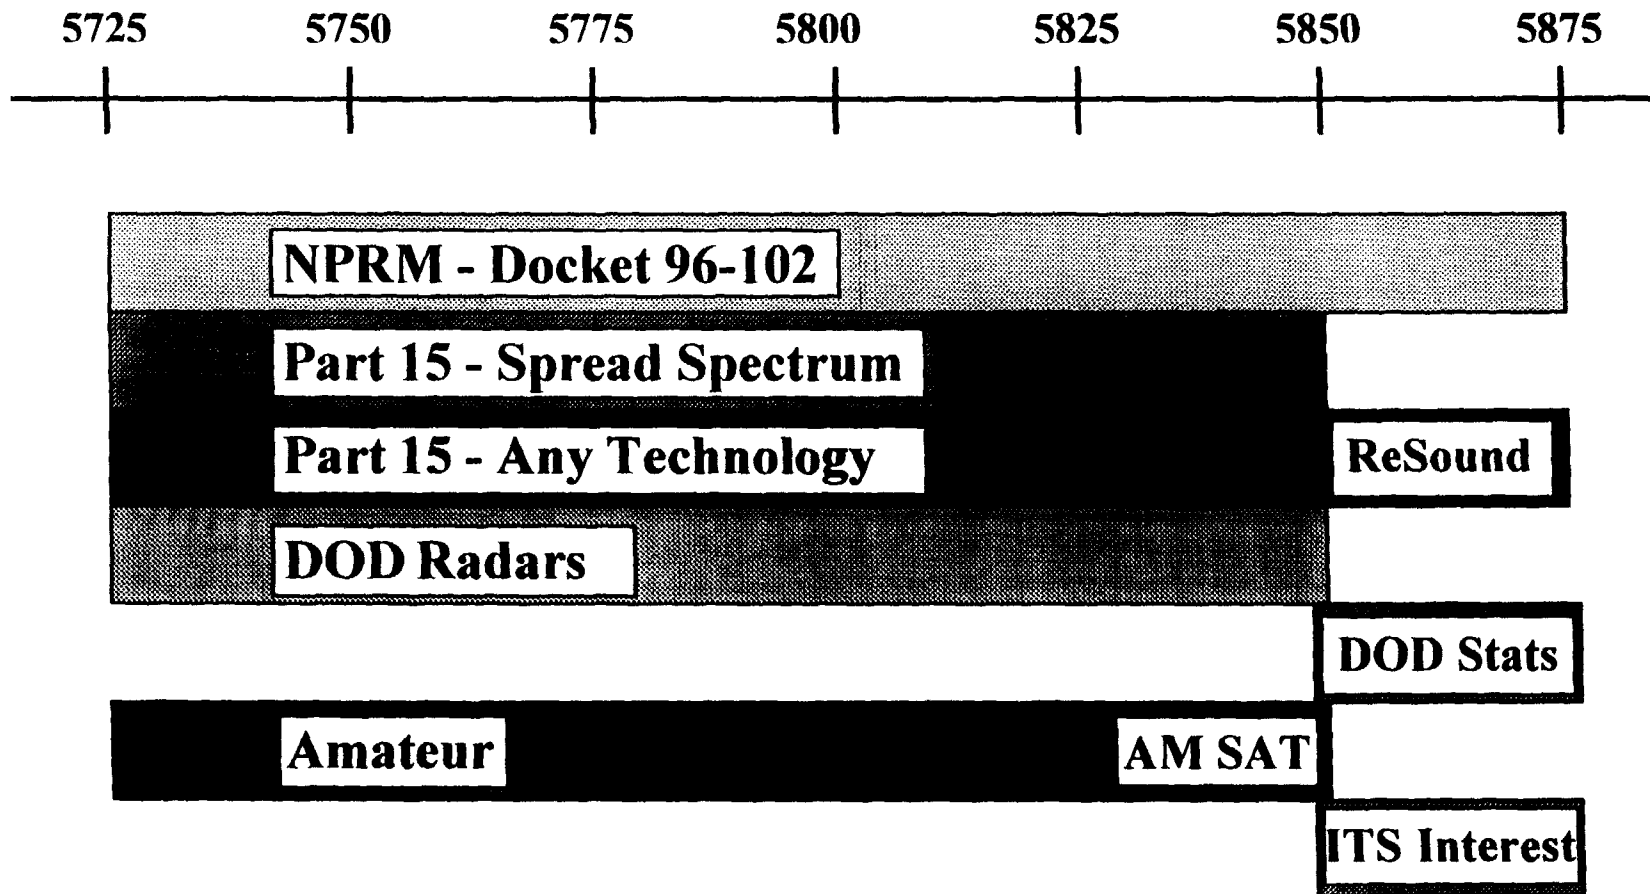 5725 5750 5775 5800 5825 5850 5875
NPRM - Docket 96-102
Part 15 - Spread Spectrum
Part 15 - Any Technology
ReSound
DOD Radars
DOD Stats
Amateur
AM SAT
ITS Interest